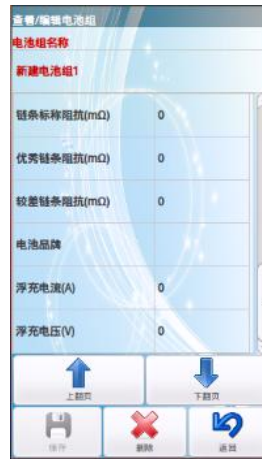 查看/编辑电池组
电池组名称
新建电池组1
链条标称阻抗(mΩ) 0
优秀链条阻抗(mΩ) 0
较差链条阻抗(mΩ) 0
电池品牌
浮充电流(A) 0
浮充电压(V) 0
上翻页 下翻页
保存 删除 返回